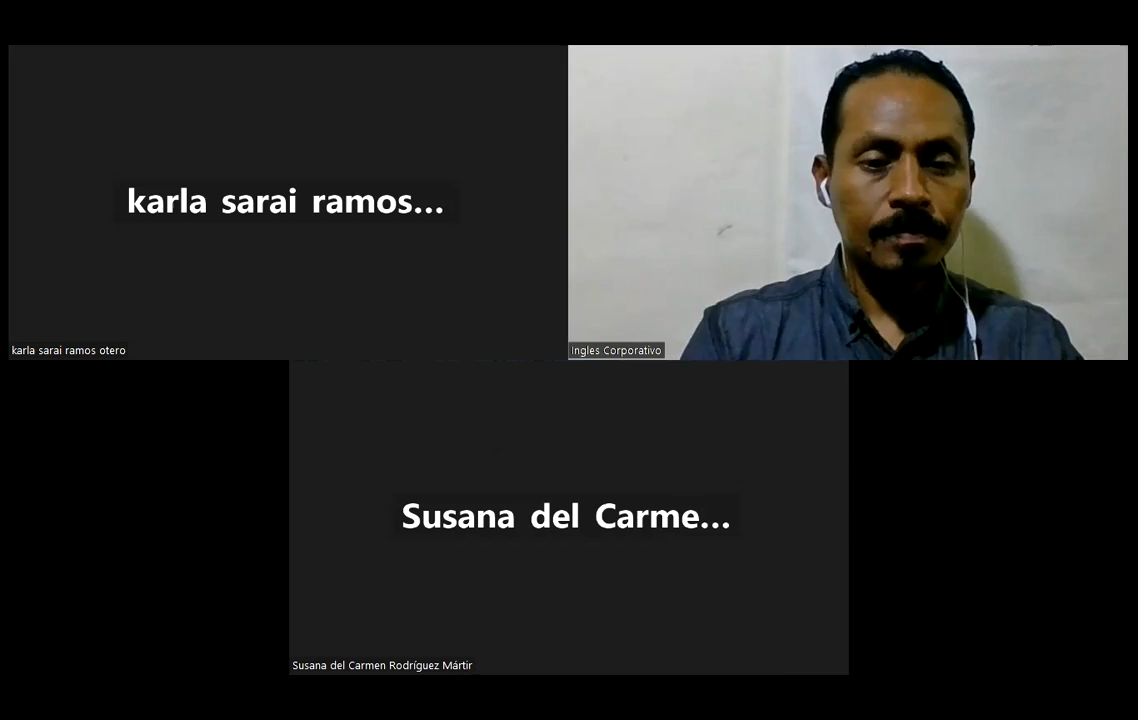 karla sarai ramos...
karla sarai ramos otero
Ingles Corporativo
Susana del Carme...
Susana del Carmen Rodríguez Mártir